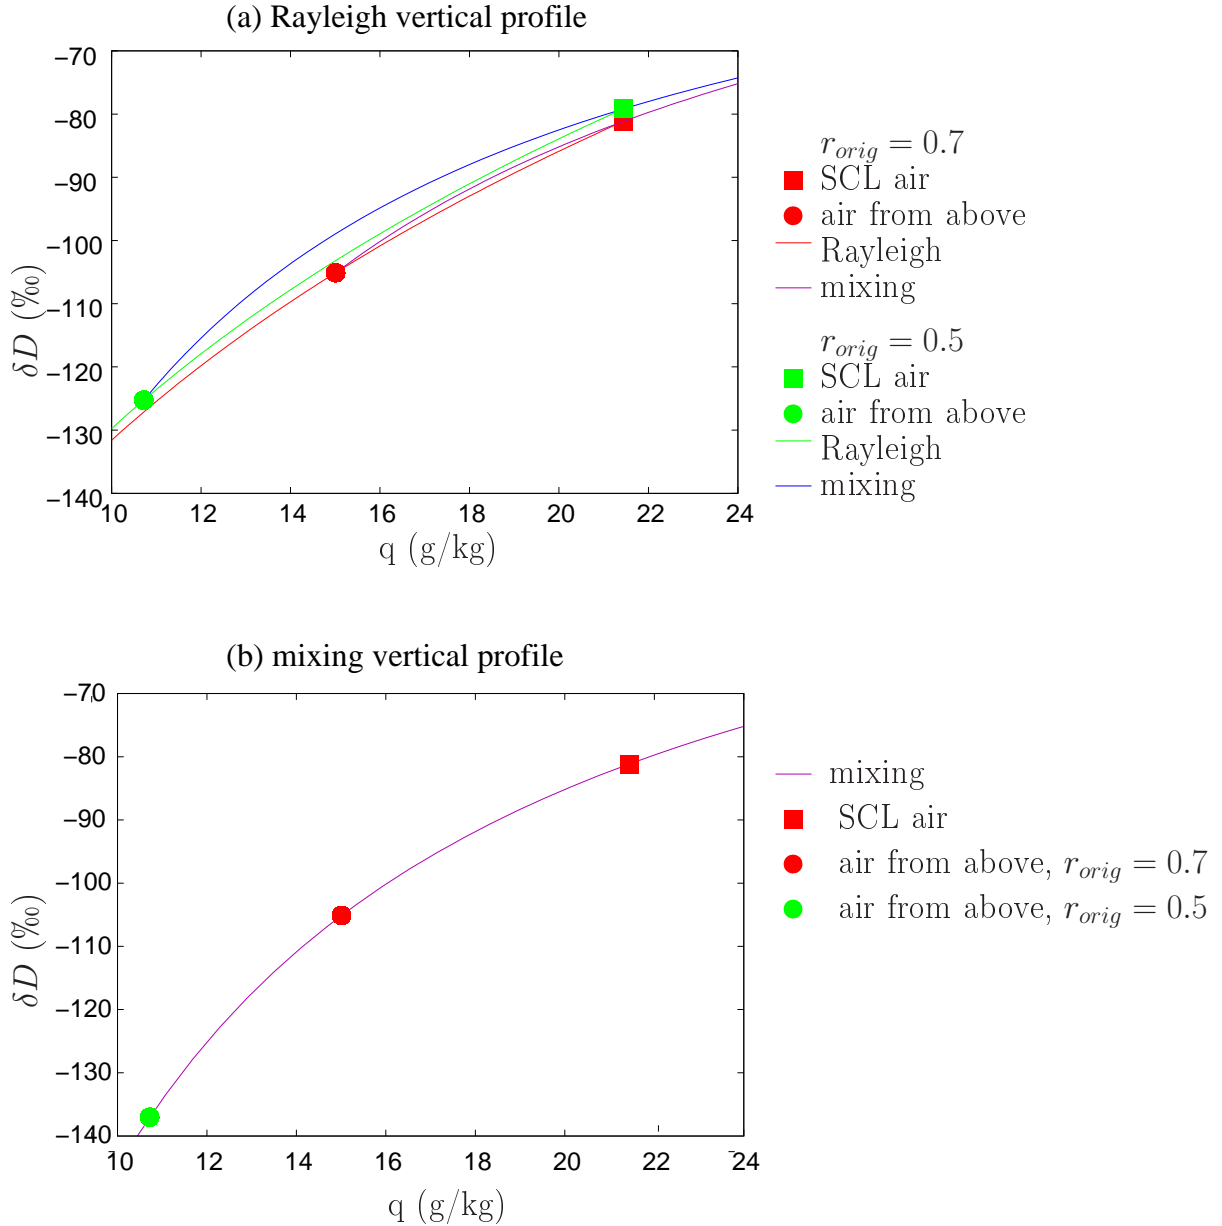 (a) Rayleigh vertical profile
−70
−80
−90
−100
−110
−120
−130
−140
10 12 14 16 18 20 22 24
δD (‰)
q (g/kg)
r_orig = 0.7
SCL air
air from above
Rayleigh
mixing
r_orig = 0.5
SCL air
air from above
Rayleigh
mixing
(b) mixing vertical profile
−70
−80
−90
−100
−110
−120
−130
−140
10 12 14 16 18 20 22 24
δD (‰)
q (g/kg)
mixing
SCL air
air from above, r_orig = 0.7
air from above, r_orig = 0.5